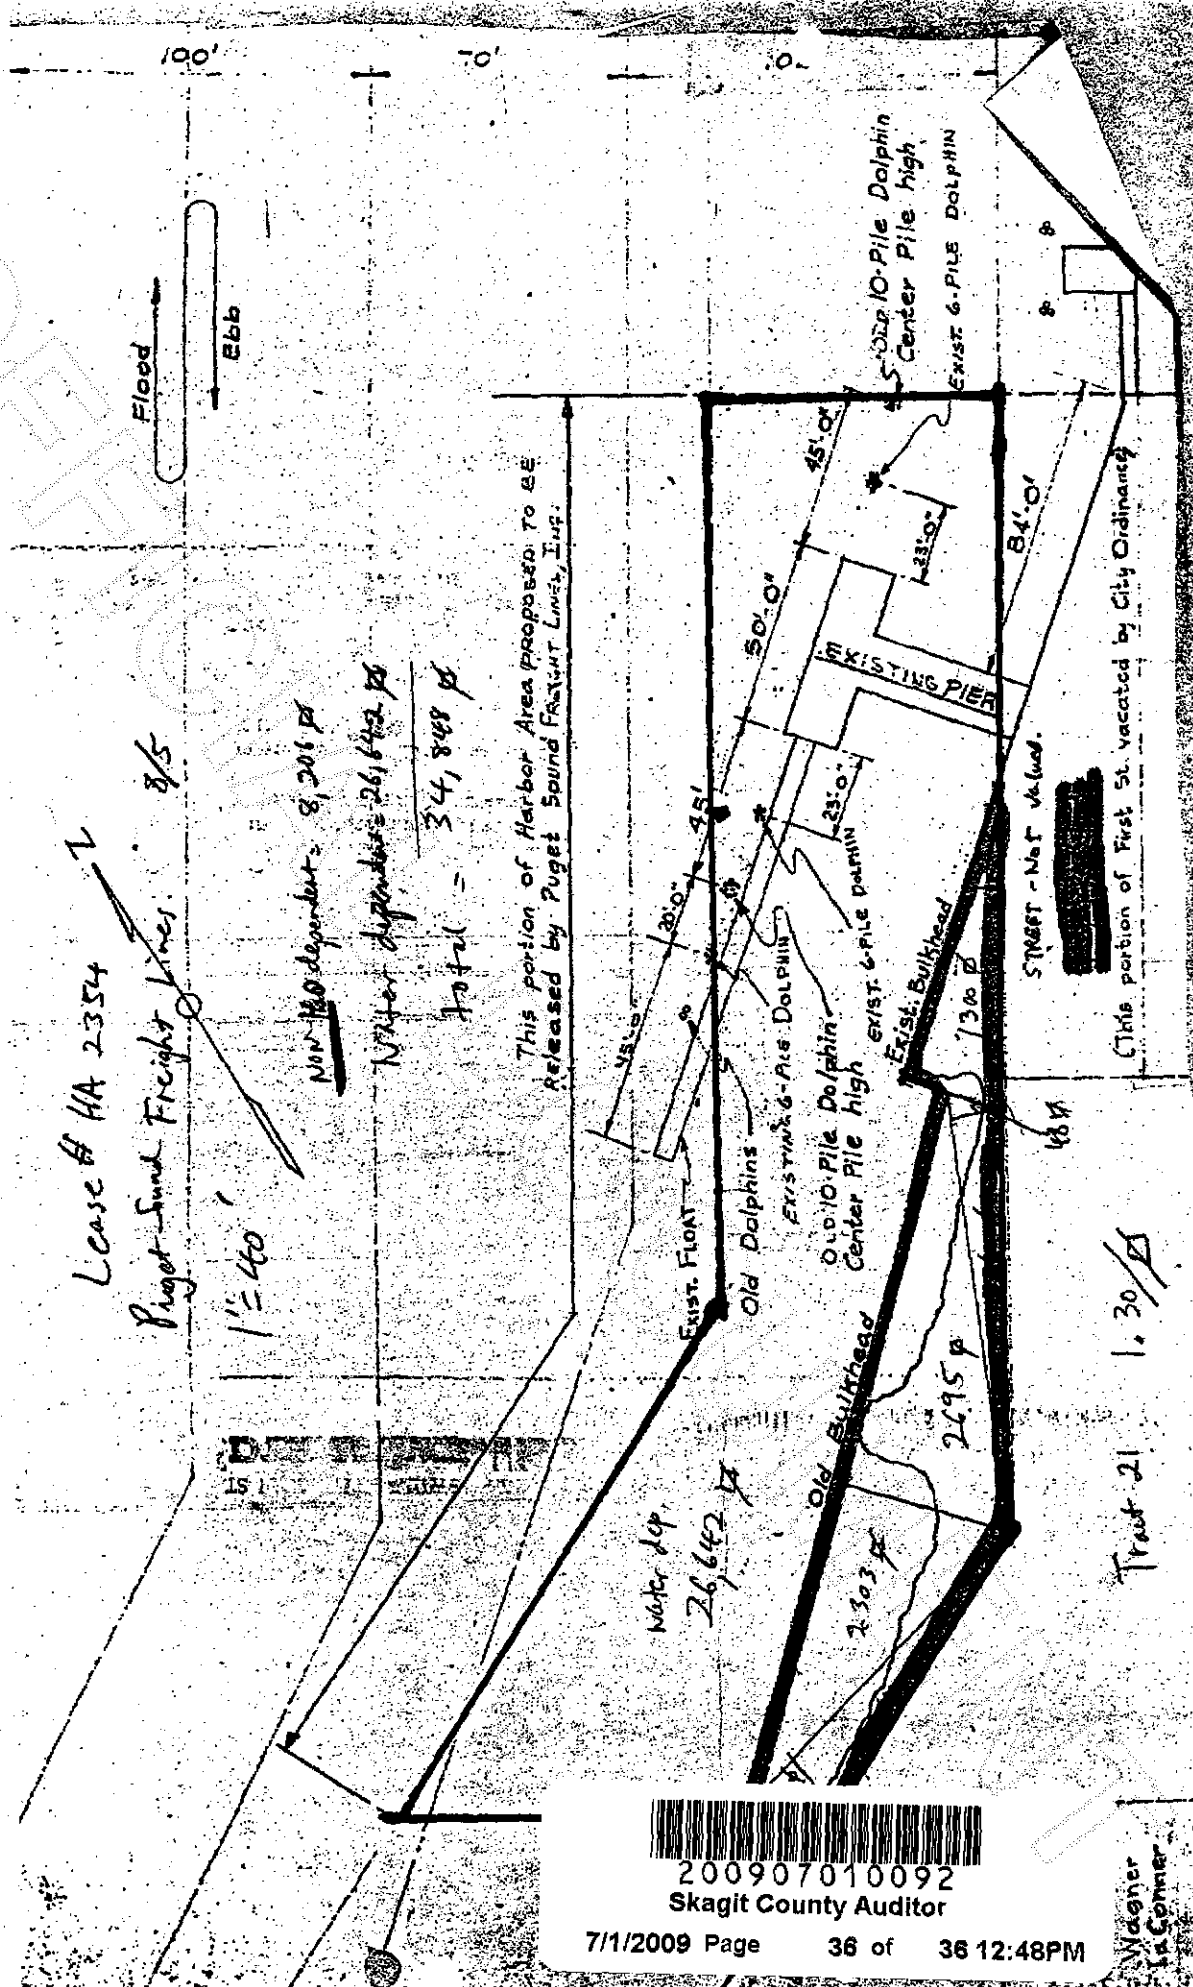 Lease # HA 2354
Puget Sound Freight Lines 8/5
1" = 40'
Z
Flood
Ebb
100'
Non H2O dependent = 8,206 ⌀
Water dependent = 26,642 ⌀
Total = 34,848 ⌀
This portion of Harbor Area PROPOSED TO BE
Released by Puget Sound FREIGHT LINES, INC.
45'-0"
20'-0"
45'
50'-0"
45'-0"
OLD 10-Pile Dolphin
Center Pile high
EXIST. 6-PILE DOLPHIN
23'-0"
EXISTING PIER
84'-0"
23'-0"
EXIST. FLOAT
Old Dolphins
EXISTING 6-PILE DOLPHIN
OLD 10-Pile Dolphin
Center Pile high
EXIST. 6-PILE DOLPHIN
Exist. Bulkhead
1300 ⌀
STREET - NOT Valued.
(This portion of First St. vacated by City Ordinance)
Old Bulkhead
2695 ⌀
2303 ⌀
Water dep.
26,642 ⌀
Tract 21 1.30/⌀
Wagner
LaConner
200907010092
Skagit County Auditor
7/1/2009 Page 36 of 36 12:48PM